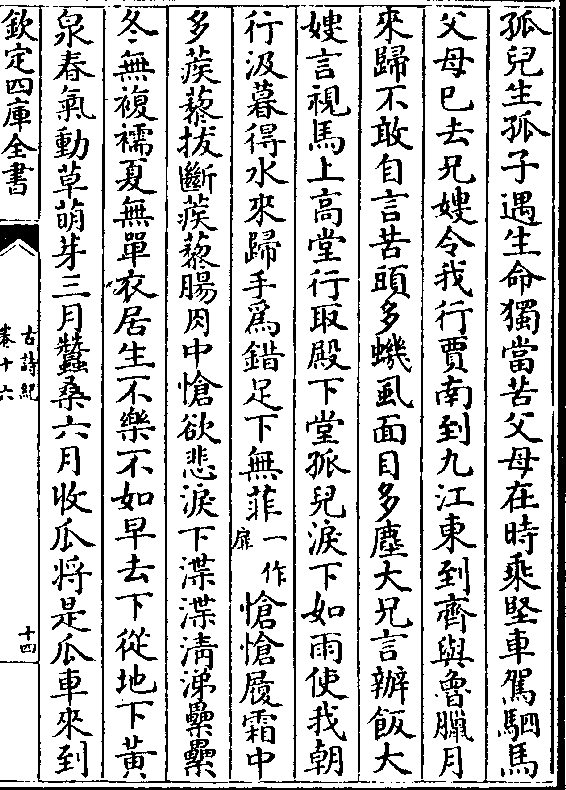 孤兒生孤子遇生命獨當苦父母在時乘堅車駕駟馬
父母已去兄嫂令我行賈南到九江東到齊與魯臘月
來歸不敢自言苦頭多蟣虱面目多塵大兄言辦飯大
嫂言視馬上高堂行取殿下堂孤兒淚下如雨使我朝
行汲暮得水來歸手為錯足下無菲一作扉愴愴履霜中
多蒺藜拔斷蒺藜腸肉中愴欲悲淚下渫渫淸涕纍纍
冬無複襦夏無單衣居生不樂不如早去下從地下黃
泉春氣動草萌芽三月蠶桑六月收瓜将是瓜車來到
欽定四庫全書
古詩紀
卷十六
十四